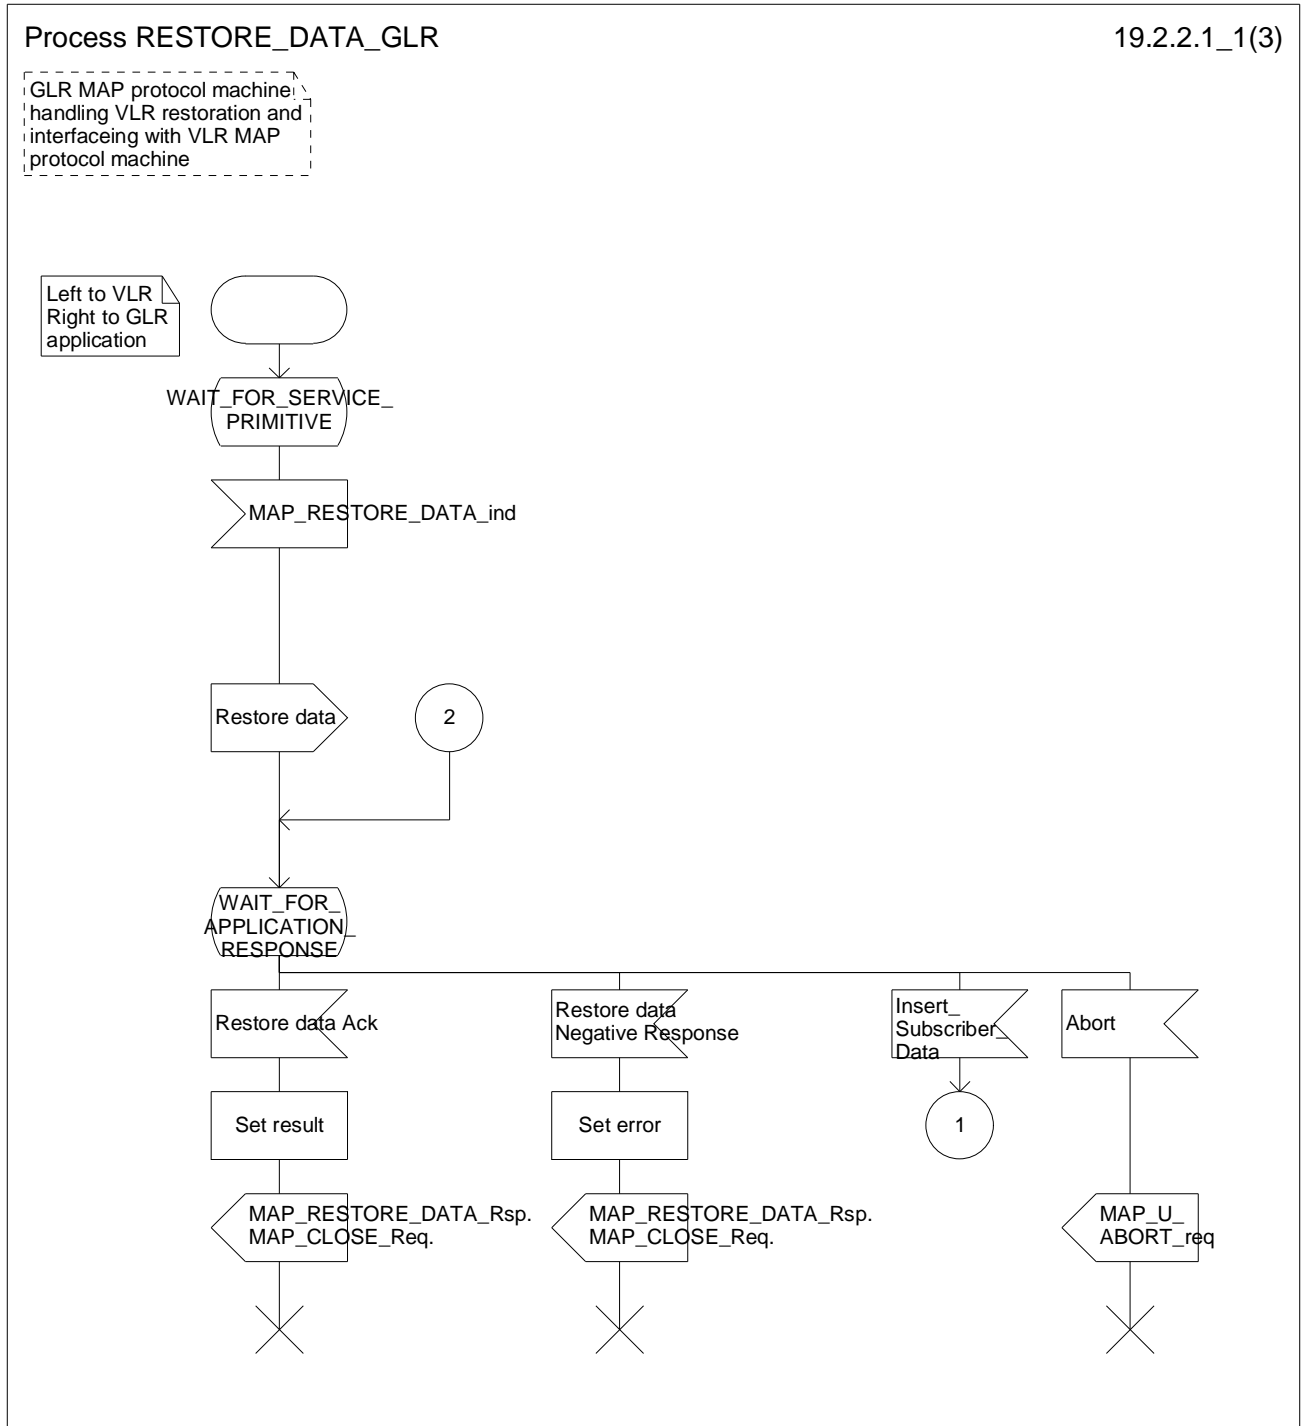 Process RESTORE_DATA_GLR
19.2.2.1_1(3)
GLR MAP protocol machine
handling VLR restoration and
interfaceing with VLR MAP
protocol machine
Left to VLR
Right to GLR
application
WAIT_FOR_SERVICE_
PRIMITIVE
MAP_RESTORE_DATA_ind
Restore data
2
WAIT_FOR_
APPLICATION_
RESPONSE
Restore data Ack
Restore data
Negative Response
Insert_
Subscriber_
Data
Abort
Set result
Set error
1
MAP_RESTORE_DATA_Rsp.
MAP_CLOSE_Req.
MAP_RESTORE_DATA_Rsp.
MAP_CLOSE_Req.
MAP_U_
ABORT_req